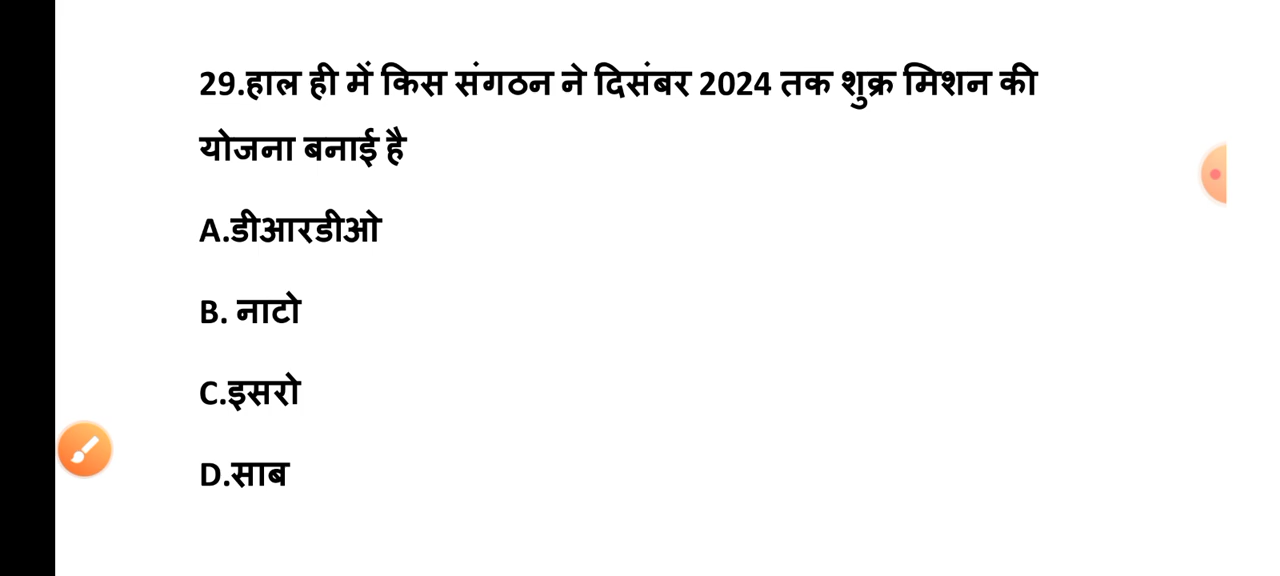 29.हाल ही में किस संगठन ने दिसंबर 2024 तक शुक्र मिशन की
योजना बनाई है
A.डीआरडीओ
B. नाटो
C.इसरो
D.साब